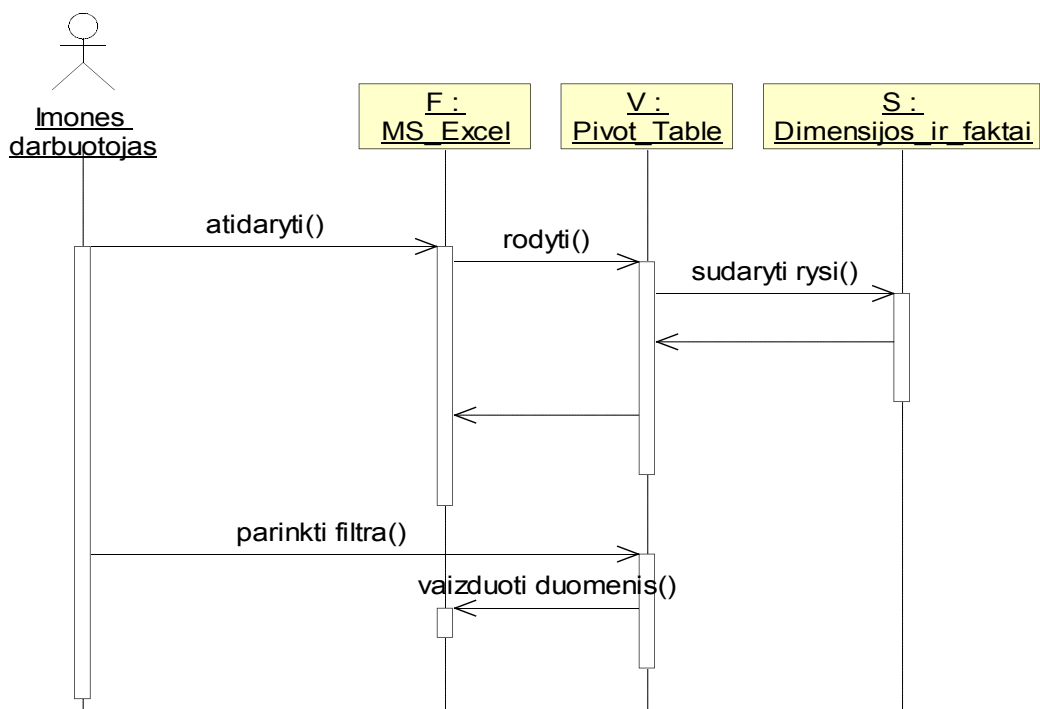 Imones
darbuotojas
F :
MS_Excel
V :
Pivot_Table
S :
Dimensijos_ir_faktai
atidaryti()
rodyti()
sudaryti rysi()
parinkti filtra()
vaizduoti duomenis()